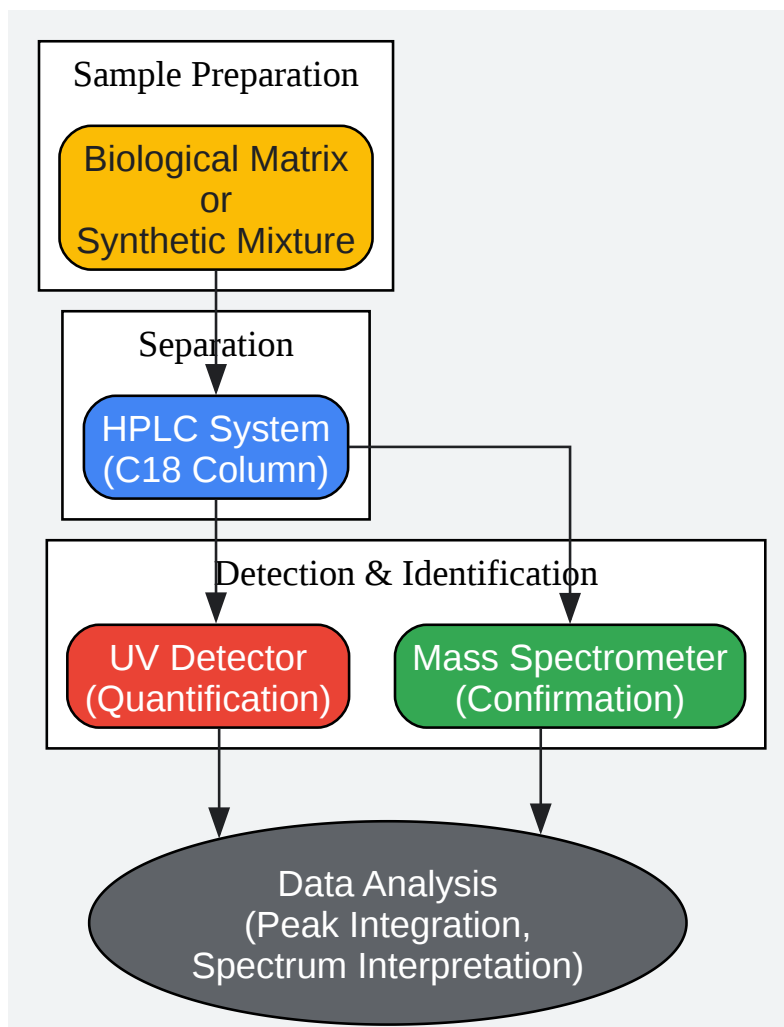 Sample Preparation
Biological Matrix
or
Synthetic Mixture
Separation
HPLC System
(C18 Column)
Detection & Identification
UV Detector
(Quantification)
Mass Spectrometer
(Confirmation)
Data Analysis
(Peak Integration,
Spectrum Interpretation)